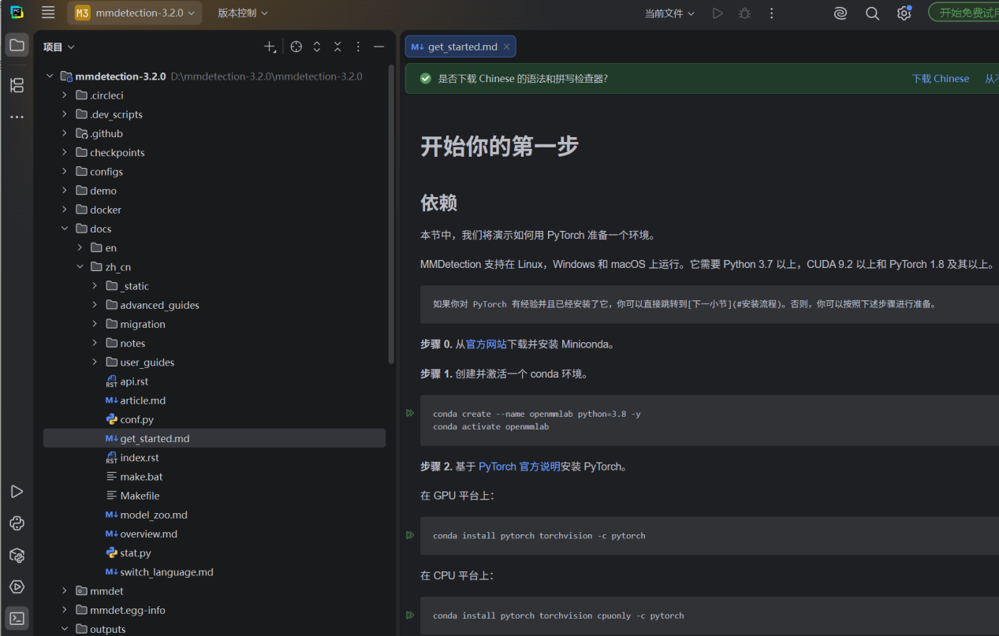 PC
M3 mmdetection-3.2.0 版本控制 当前文件 开始免费试用
项目
M↓ get_started.md
mmdetection-3.2.0 D:\mmdetection-3.2.0\mmdetection-3.2.0
.circleci
.dev_scripts
.github
checkpoints
configs
demo
docker
docs
en
zh_cn
_static
advanced_guides
migration
notes
user_guides
RST api.rst
M↓ article.md
conf.py
M↓ get_started.md
RST index.rst
make.bat
Makefile
M↓ model_zoo.md
M↓ overview.md
stat.py
M↓ switch_language.md
mmdet
mmdet.egg-info
outputs
是否下载 Chinese 的语法和拼写检查器? 下载 Chinese 从不
开始你的第一步
依赖
本节中，我们将演示如何用 PyTorch 准备一个环境。
MMDetection 支持在 Linux，Windows 和 macOS 上运行。它需要 Python 3.7 以上，CUDA 9.2 以上和 PyTorch 1.8 及其以上。
如果你对 PyTorch 有经验并且已经安装了它，你可以直接跳转到[下一小节](#安装流程)。否则，你可以按照下述步骤进行准备。
步骤 0. 从官方网站下载并安装 Miniconda。
步骤 1. 创建并激活一个 conda 环境。
conda create --name openmmlab python=3.8 -y
conda activate openmmlab
步骤 2. 基于 PyTorch 官方说明安装 PyTorch。
在 GPU 平台上：
conda install pytorch torchvision -c pytorch
在 CPU 平台上：
conda install pytorch torchvision cpuonly -c pytorch